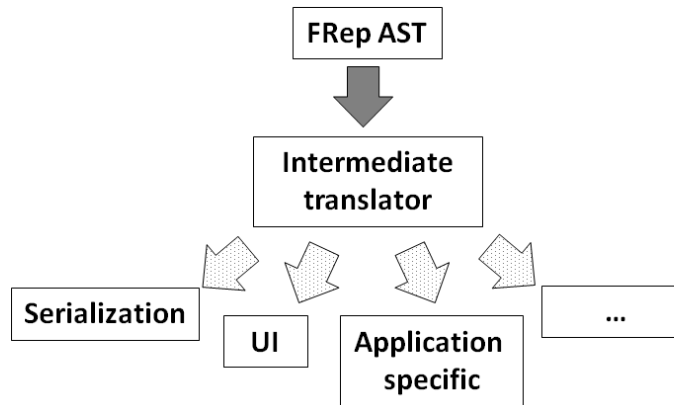 FRep AST
Intermediate
translator
Serialization
UI
Application
specific
...